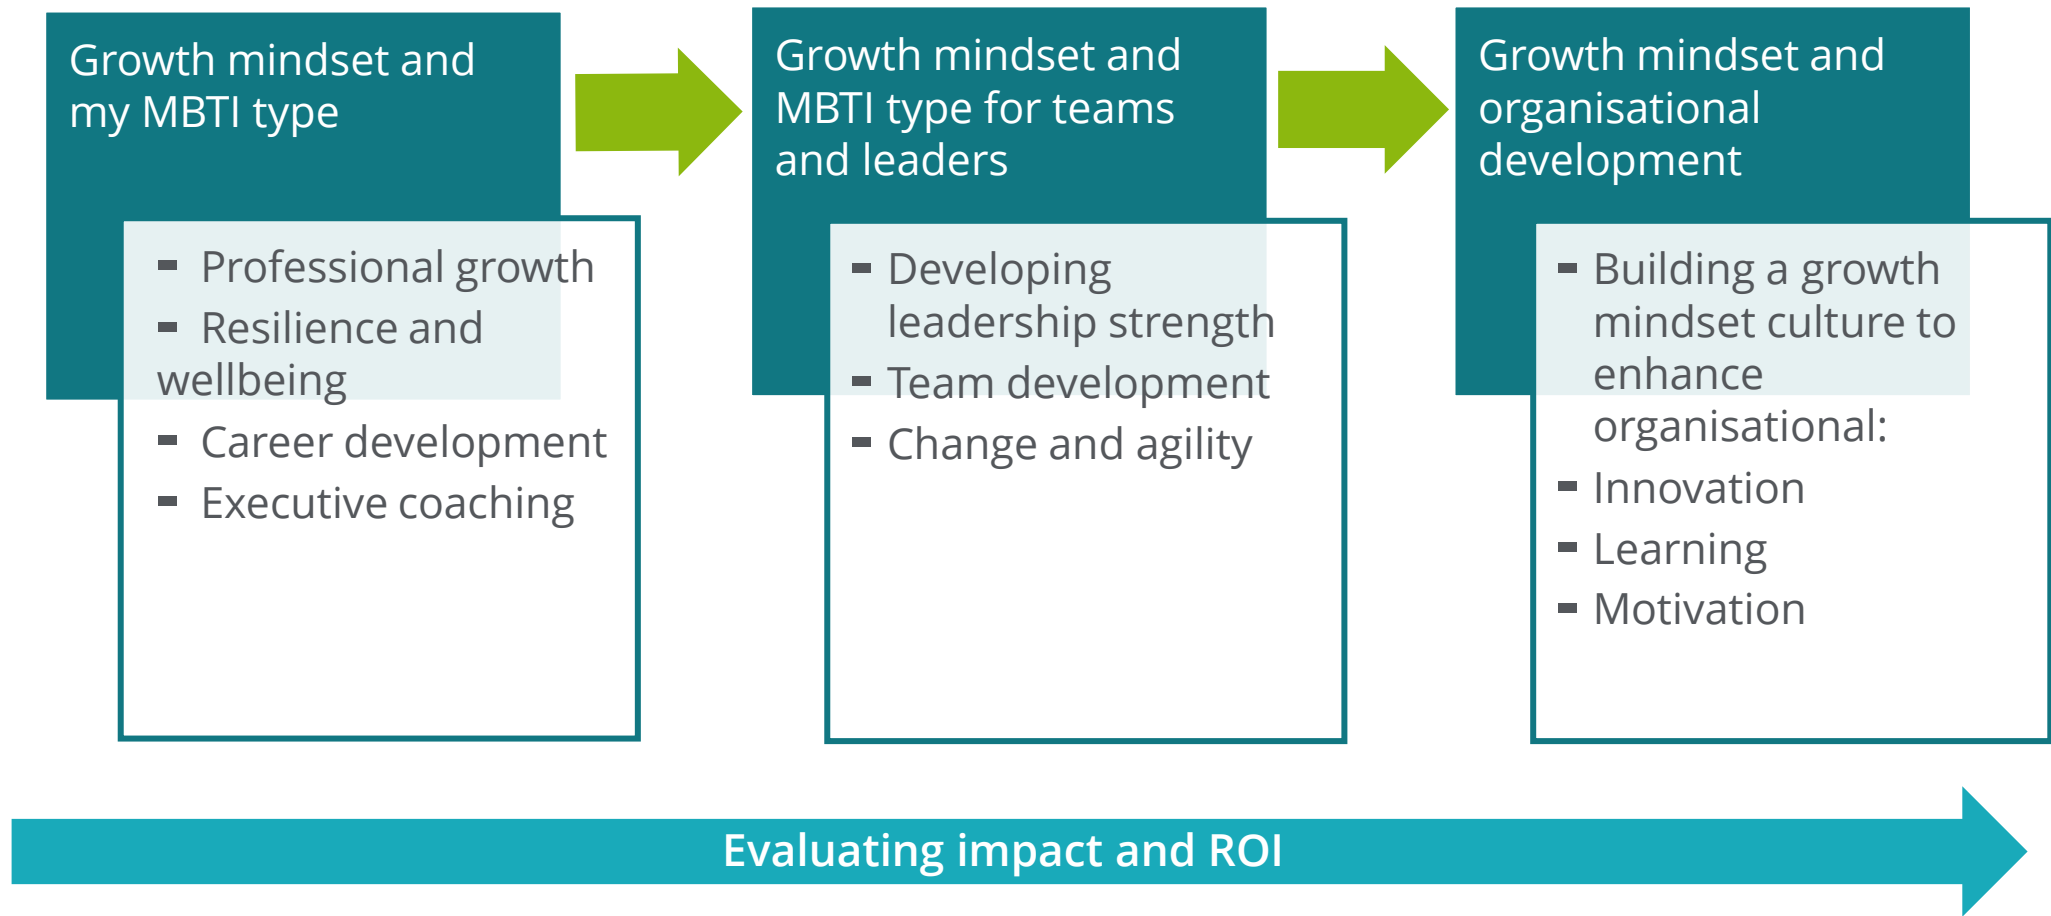 Growth mindset and
my MBTI type
- Professional growth
- Resilience and
wellbeing
- Career development
- Executive coaching
Growth mindset and
MBTI type for teams
and leaders
- Developing
leadership strength
- Team development
- Change and agility
Growth mindset and
organisational
development
- Building a growth
mindset culture to
enhance
organisational:
- Innovation
- Learning
- Motivation
Evaluating impact and ROI